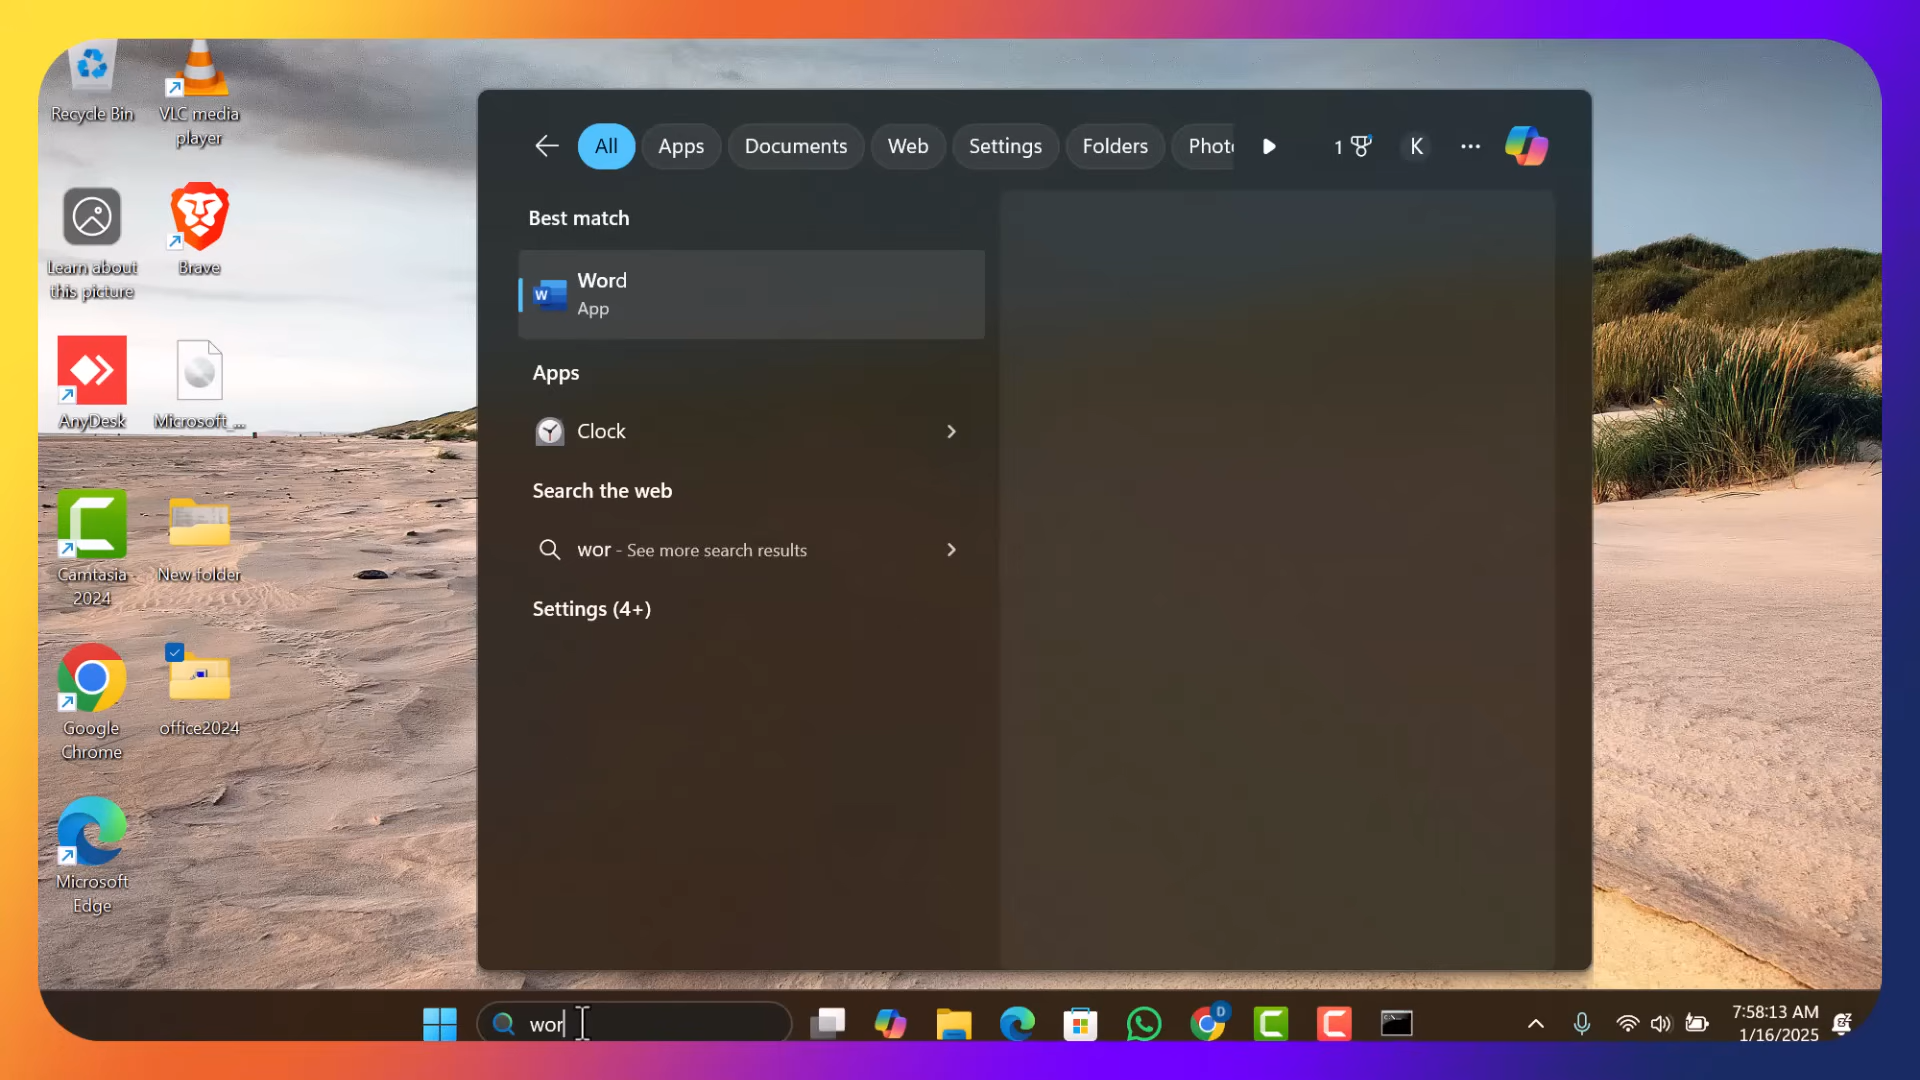 Recycle Bin
VLC media
player
Learn about
this picture
Brave
AnyDesk
Microsoft_...
Camtasia
2024
New folder
Google
Chrome
office2024
Microsoft
Edge
All
Apps
Documents
Web
Settings
Folders
Photo
1
K
Best match
Word
App
Apps
Clock
Search the web
wor - See more search results
Settings (4+)
wor
D
7:58:13 AM
1/16/2025